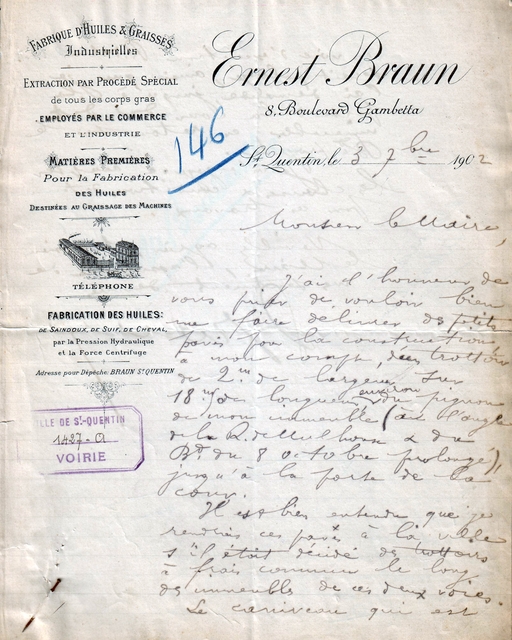 FABRIQUE D'HUILES & GRAISSES
Industrielles
EXTRACTION PAR PROCÉDÉ SPÉCIAL
de tous les corps gras
EMPLOYÉS PAR LE COMMERCE
ET L'INDUSTRIE
MATIÈRES PREMIÈRES
Pour la Fabrication
DES HUILES
DESTINÉES AU GRAISSAGE DES MACHINES
TÉLÉPHONE
FABRICATION DES HUILES:
DE SAINDOUX, DE SUIF, DE CHEVAL,
par la Pression Hydraulique
et la Force Centrifuge
Adresse pour Dépêche: BRAUN ST QUENTIN
LLE DE ST-QUENTIN
1427-O
VOIRIE
146
Ernest Braun
8, Boulevard Gambetta
St Quentin, le 3 7bre 1902
Monsieur le Maire,
J'ai l'honneur de
vous prier de vouloir bien
me faire délivrer des petits
pavés pour la construction,
à mon compte, d'un trottoir
de 2m de largeur sur
18m de longueur environ du pignon
de mon immeuble (à l'angle
de la R. de Mulhouse & du
Bd du 8 octobre prolongé),
jusqu'à la porte de la
cour.
Il est bien entendu que je
rendrais ces pavés à la ville
s'il était décidé des trottoirs
à frais communs le long
des immeubles de ces deux voies.
Le caniveau qui est